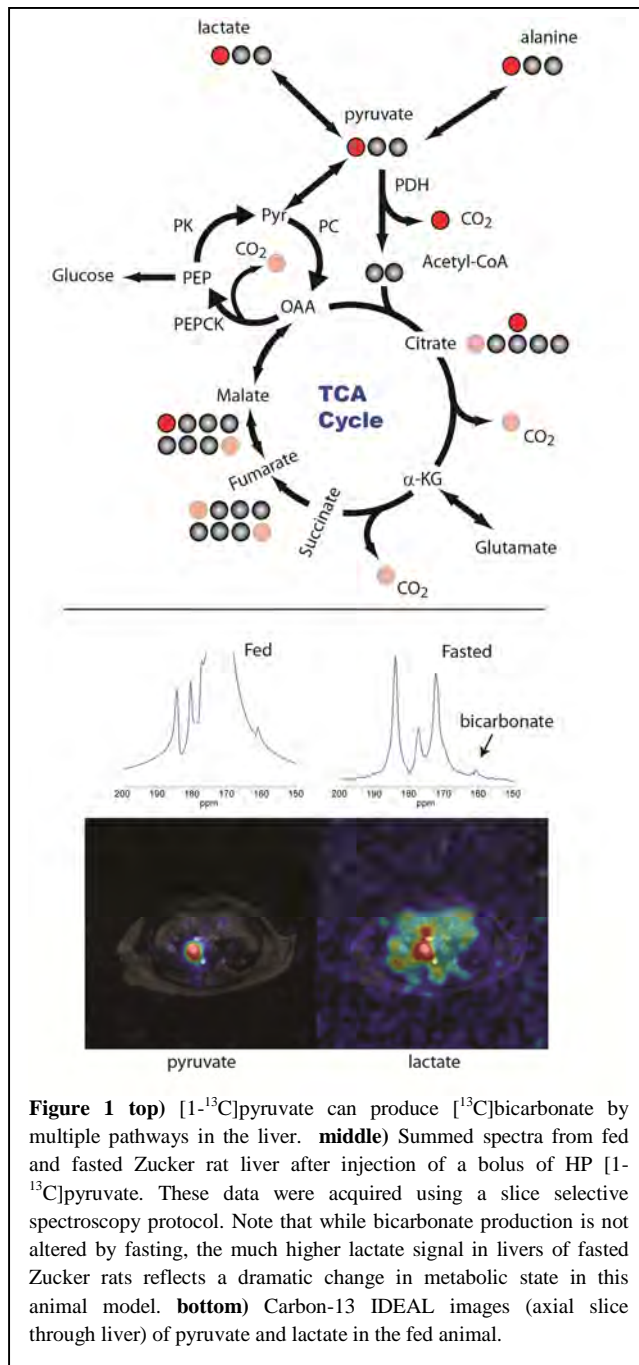 lactate
alanine
pyruvate
PDH
CO₂
Pyr
PK
PC
CO₂
Acetyl-CoA
Glucose
PEP
OAA
PEPCK
Citrate
Malate
TCA
Cycle
CO₂
Fumarate
α-KG
Succinate
Glutamate
CO₂
Fed
Fasted
bicarbonate
200 190 180 170 160 150
ppm
200 190 180 170 160 150
ppm
pyruvate
lactate
Figure 1 top) [1-¹³C]pyruvate can produce [¹³C]bicarbonate by
multiple pathways in the liver. middle) Summed spectra from fed
and fasted Zucker rat liver after injection of a bolus of HP [1-
¹³C]pyruvate. These data were acquired using a slice selective
spectroscopy protocol. Note that while bicarbonate production is not
altered by fasting, the much higher lactate signal in livers of fasted
Zucker rats reflects a dramatic change in metabolic state in this
animal model. bottom) Carbon-13 IDEAL images (axial slice
through liver) of pyruvate and lactate in the fed animal.